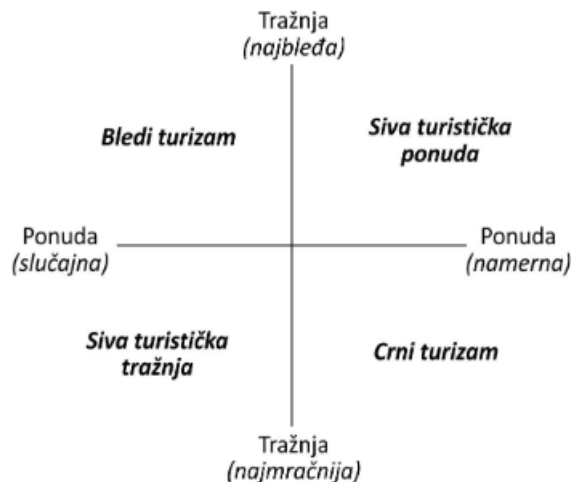 Tražnja
(najbleđa)
Bledi turizam
Siva turistička
ponuda
Ponuda
(slučajna)
Ponuda
(namerna)
Siva turistička
tražnja
Crni turizam
Tražnja
(najmračnija)